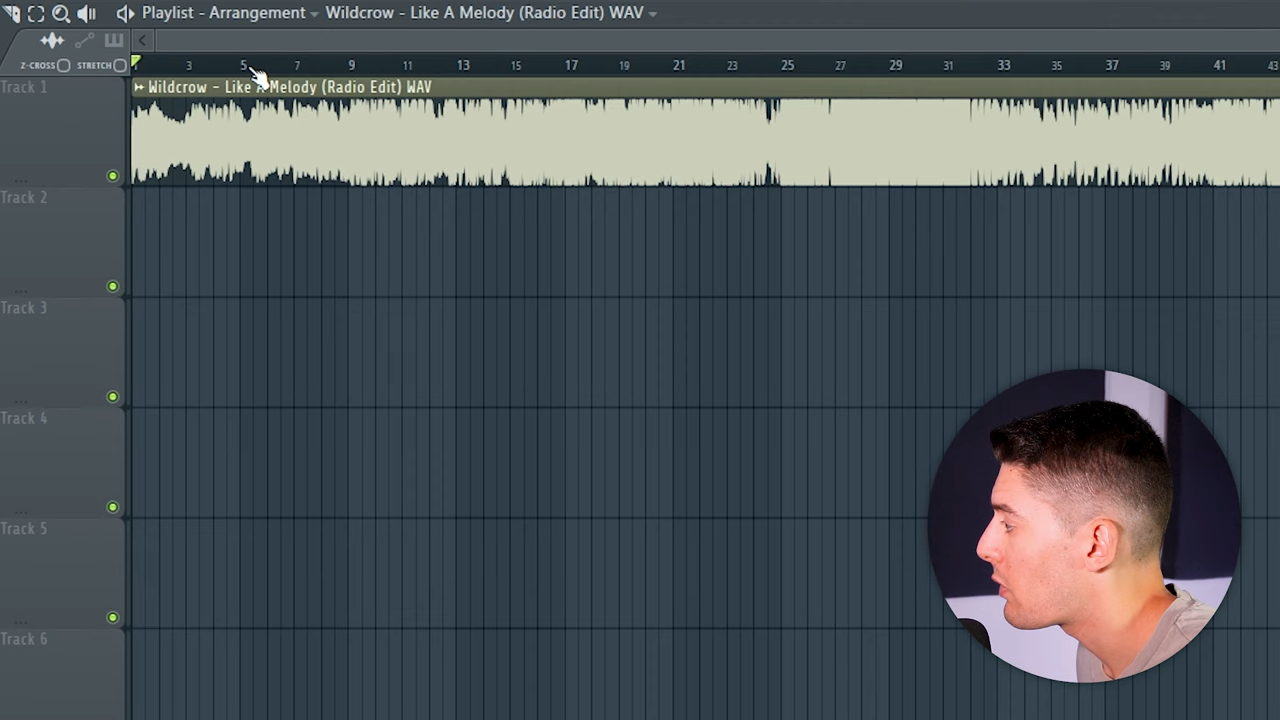 Playlist - Arrangement Wildcrow - Like A Melody (Radio Edit) WAV
Z-CROSS STRETCH
1 3 5 7 9 11 13 15 17 19 21 23 25 27 29 31 33 35 37 39 41 43
Track 1
Wildcrow - Like A Melody (Radio Edit) WAV
Track 2
Track 3
Track 4
Track 5
Track 6